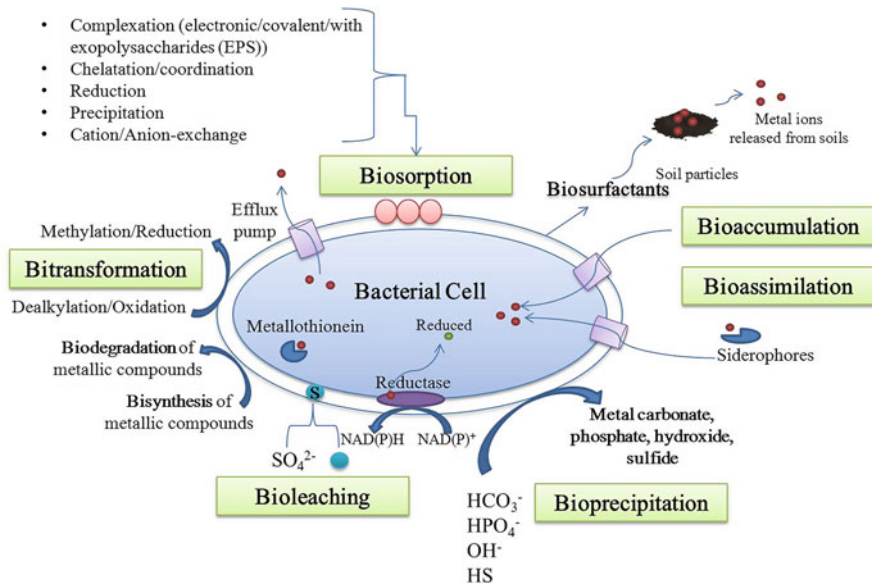 • Complexation (electronic/covalent/with
exopolysaccharides (EPS))
• Chelatation/coordination
• Reduction
• Precipitation
• Cation/Anion-exchange
Metal ions
released from soils
Soil particles
Biosorption
Biosurfactants
Efflux
pump
Methylation/Reduction
Bitransformation
Dealkylation/Oxidation
Bioaccumulation
Bioassimilation
Bacterial Cell
Metallothionein
Reduced
Siderophores
Biodegradation of
metallic compounds
Bisynthesis of
metallic compounds
Reductase
S
NAD(P)H
NAD(P)⁺
SO₄²⁻
Bioleaching
Metal carbonate,
phosphate, hydroxide,
sulfide
Bioprecipitation
HCO₃⁻
HPO₄⁻
OH⁻
HS